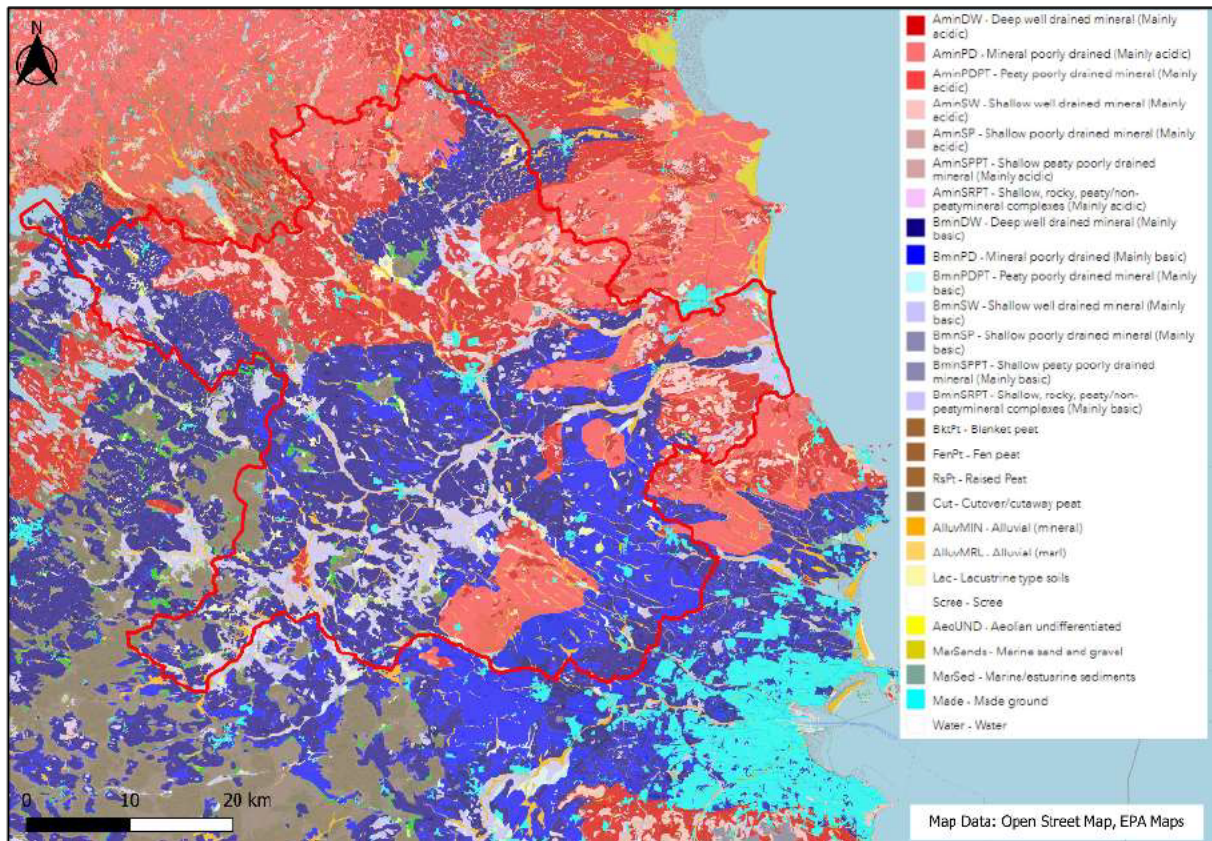 N
AminDW - Deep well drained mineral (Mainly
acidic)
AminPD - Mineral poorly drained (Mainly acidic)
AminPDPT - Peaty poorly drained mineral (Mainly
acidic)
AminSW - Shallow well drained mineral (Mainly
acidic)
AminSP - Shallow poorly drained mineral (Mainly
acidic)
AminSPPT - Shallow peaty poorly drained
mineral (Mainly acidic)
AminSRPT - Shallow, rocky, peaty/non-
peatymineral complexes (Mainly acidic)
BminDW - Deep well drained mineral (Mainly
basic)
BminPD - Mineral poorly drained (Mainly basic)
BminPDPT - Peaty poorly drained mineral (Mainly
basic)
BminSW - Shallow well drained mineral (Mainly
basic)
BminSP - Shallow poorly drained mineral (Mainly
basic)
BminSPPT - Shallow peaty poorly drained
mineral (Mainly basic)
BminSRPT - Shallow, rocky, peaty/non-
peatymineral complexes (Mainly basic)
BktPt - Blanket peat
FenPt - Fen peat
RsPt - Raised Peat
Cut - Cutover/cutaway peat
AlluvMIN - Alluvial (mineral)
AlluvMRL - Alluvial (marl)
Lac - Lacustrine type soils
Scree - Scree
AeoUND - Aeolian undifferentiated
MarSands - Marine sand and gravel
MarSed - Marine/estuarine sediments
Made - Made ground
Water - Water
0 10 20 km
Map Data: Open Street Map, EPA Maps